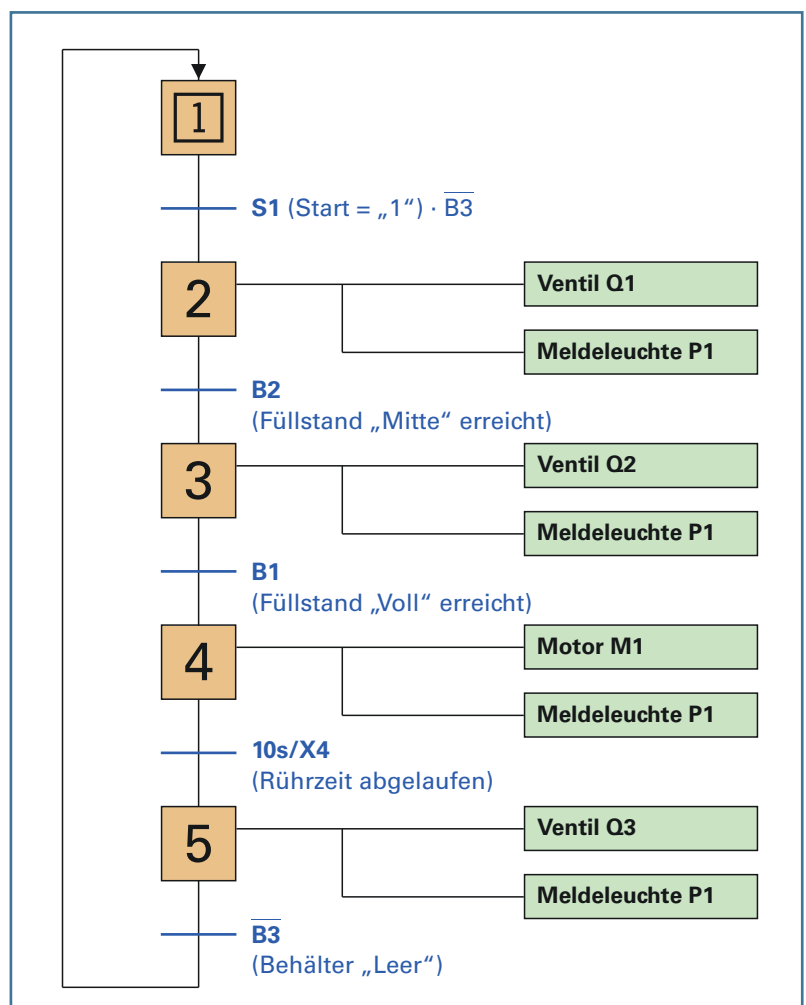 1
S1 (Start = „1“) · B̅3̅
2
Ventil Q1
Meldeleuchte P1
B2
(Füllstand „Mitte“ erreicht)
3
Ventil Q2
Meldeleuchte P1
B1
(Füllstand „Voll“ erreicht)
4
Motor M1
Meldeleuchte P1
10s/X4
(Rührzeit abgelaufen)
5
Ventil Q3
Meldeleuchte P1
B̅3̅
(Behälter „Leer“)